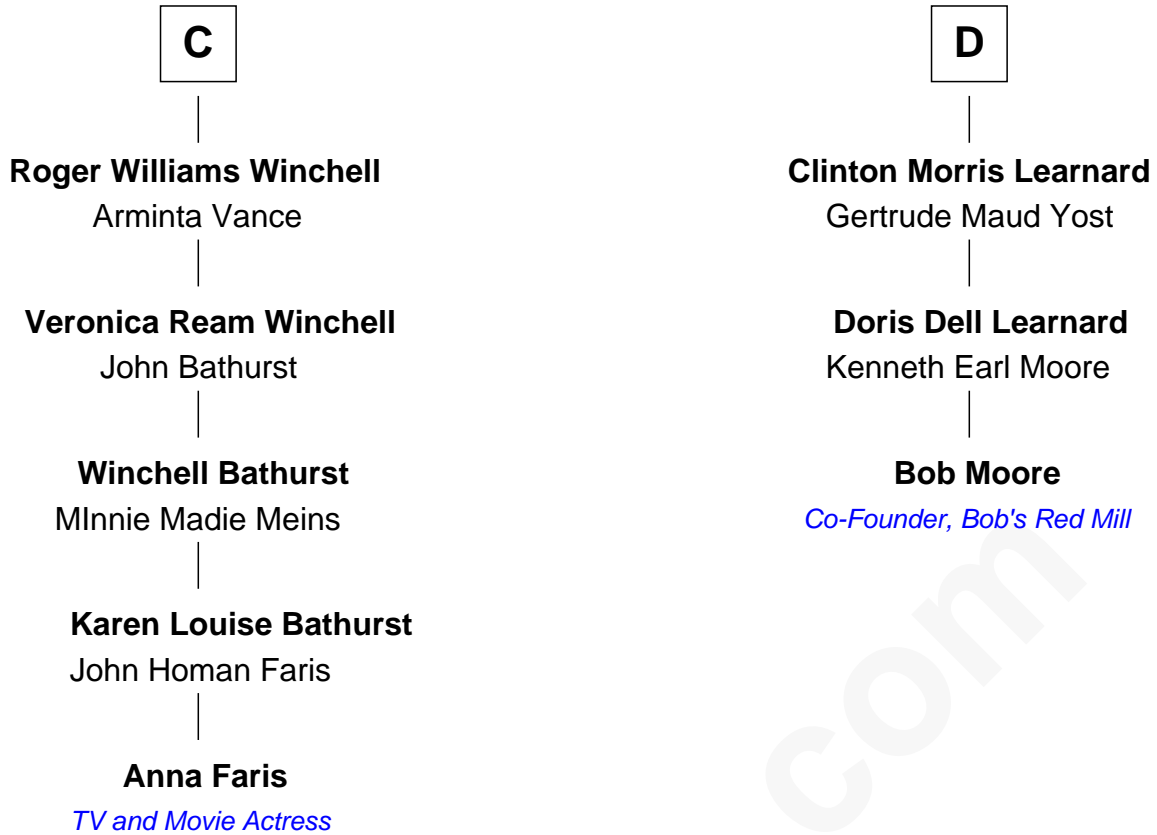 C
Roger Williams Winchell
Arminta Vance
Veronica Ream Winchell
John Bathurst
Winchell Bathurst
MInnie Madie Meins
Karen Louise Bathurst
John Homan Faris
Anna Faris
TV and Movie Actress
D
Clinton Morris Learnard
Gertrude Maud Yost
Doris Dell Learnard
Kenneth Earl Moore
Bob Moore
Co-Founder, Bob's Red Mill
com